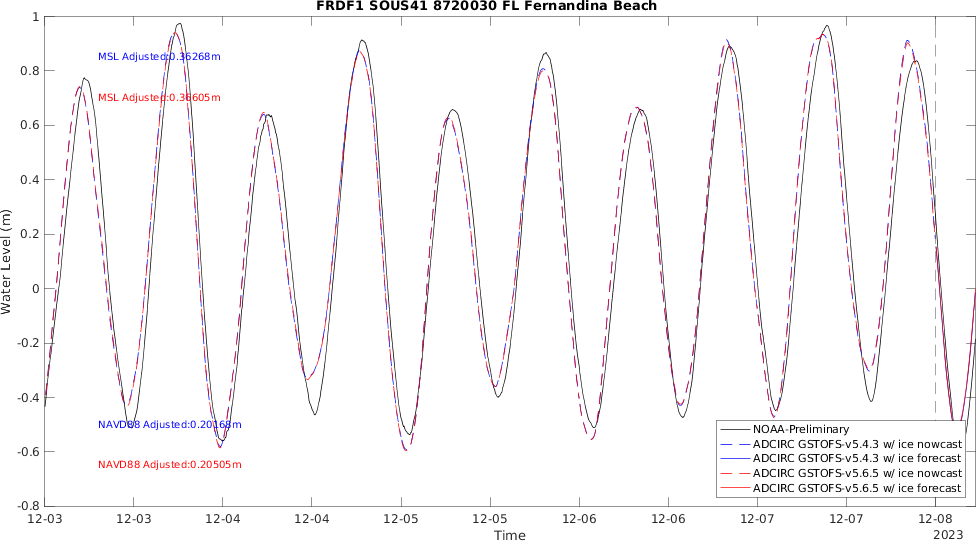 FRDF1 SOUS41 8720030 FL Fernandina Beach
1
0.8
0.6
0.4
0.2
0
-0.2
-0.4
-0.6
-0.8
Water Level (m)
MSL Adjusted:0.36268m
MSL Adjusted:0.36605m
NAVD88 Adjusted:0.20168m
NAVD88 Adjusted:0.20505m
NOAA-Preliminary
ADCIRC GSTOFS-v5.4.3 w/ ice nowcast
ADCIRC GSTOFS-v5.4.3 w/ ice forecast
ADCIRC GSTOFS-v5.6.5 w/ ice nowcast
ADCIRC GSTOFS-v5.6.5 w/ ice forecast
12-03 12-03 12-04 12-04 12-05 12-05 12-06 12-06 12-07 12-07 12-08
2023
Time